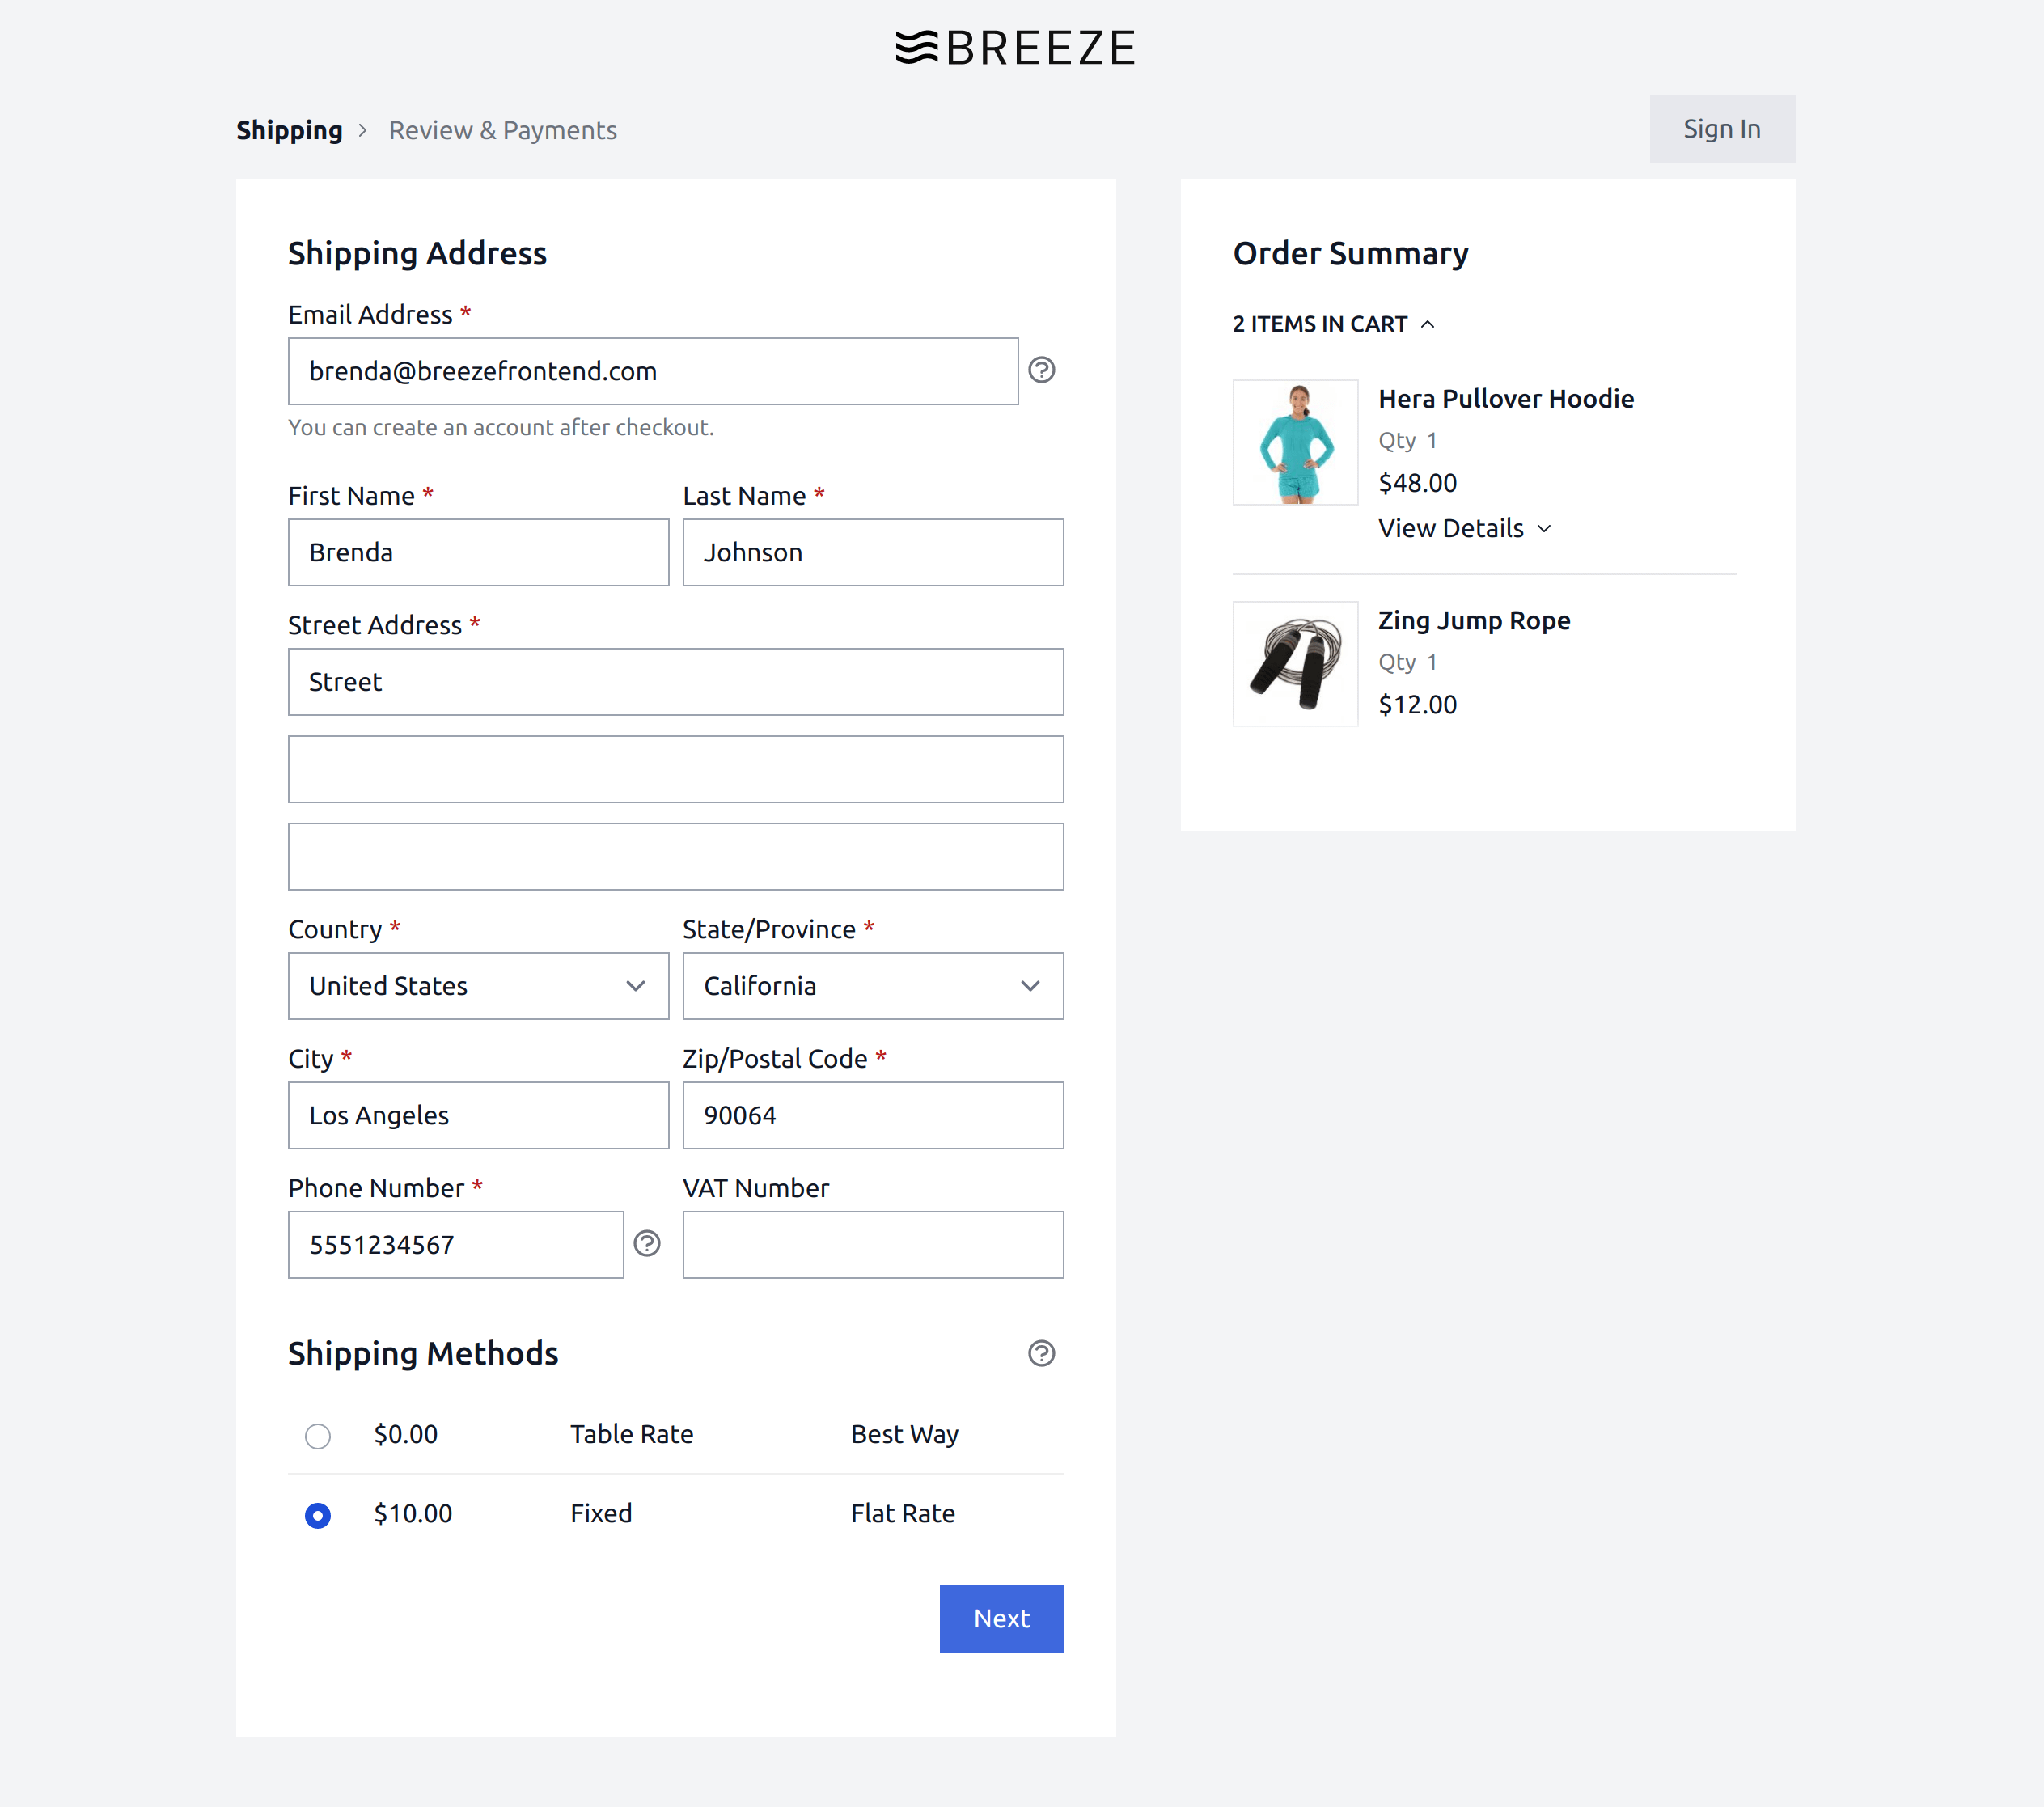 BREEZE
Shipping > Review & Payments
Sign In
Shipping Address
Email Address *
brenda@breezefrontend.com
You can create an account after checkout.
First Name * Last Name *
Brenda Johnson
Street Address *
Street
Country * State/Province *
United States California
City * Zip/Postal Code *
Los Angeles 90064
Phone Number * VAT Number
5551234567
Shipping Methods
$0.00 Table Rate Best Way
$10.00 Fixed Flat Rate
Next
Order Summary
2 ITEMS IN CART
Hera Pullover Hoodie
Qty 1
$48.00
View Details
Zing Jump Rope
Qty 1
$12.00